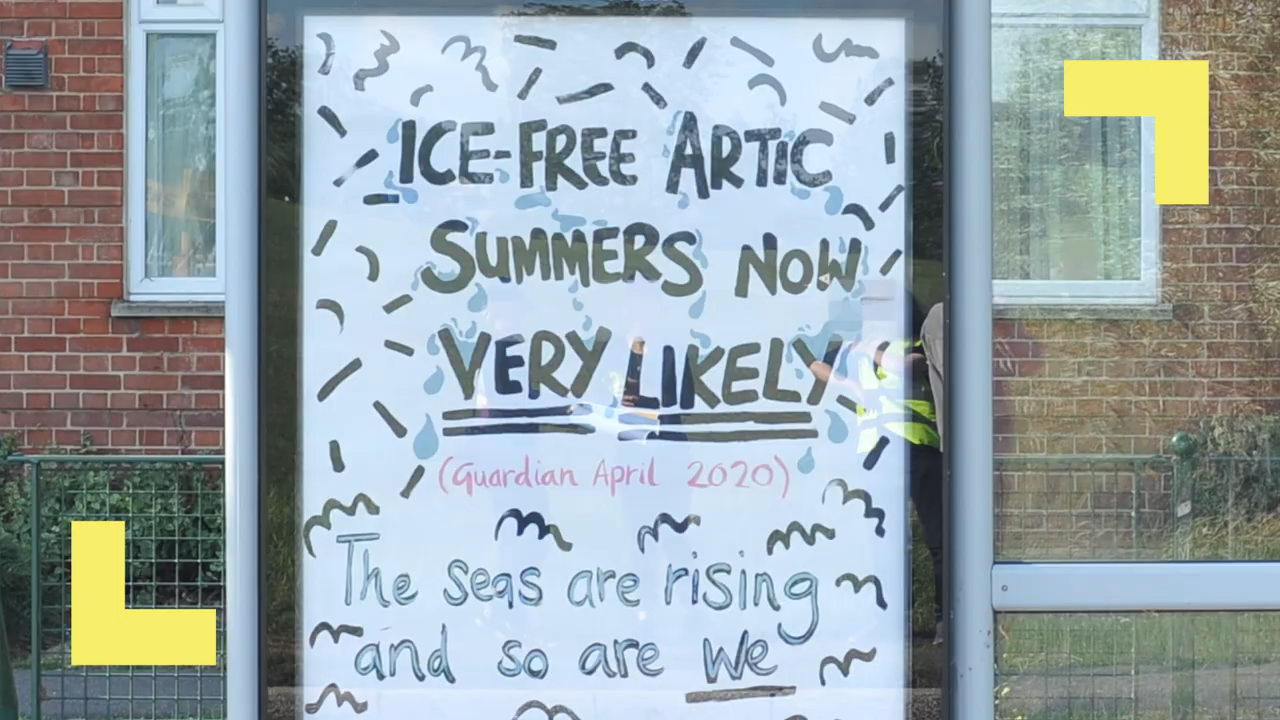 ICE-FREE ARTIC
SUMMERS NOW
VERY LIKELY
(Guardian April 2020)
The seas are rising
and so are we